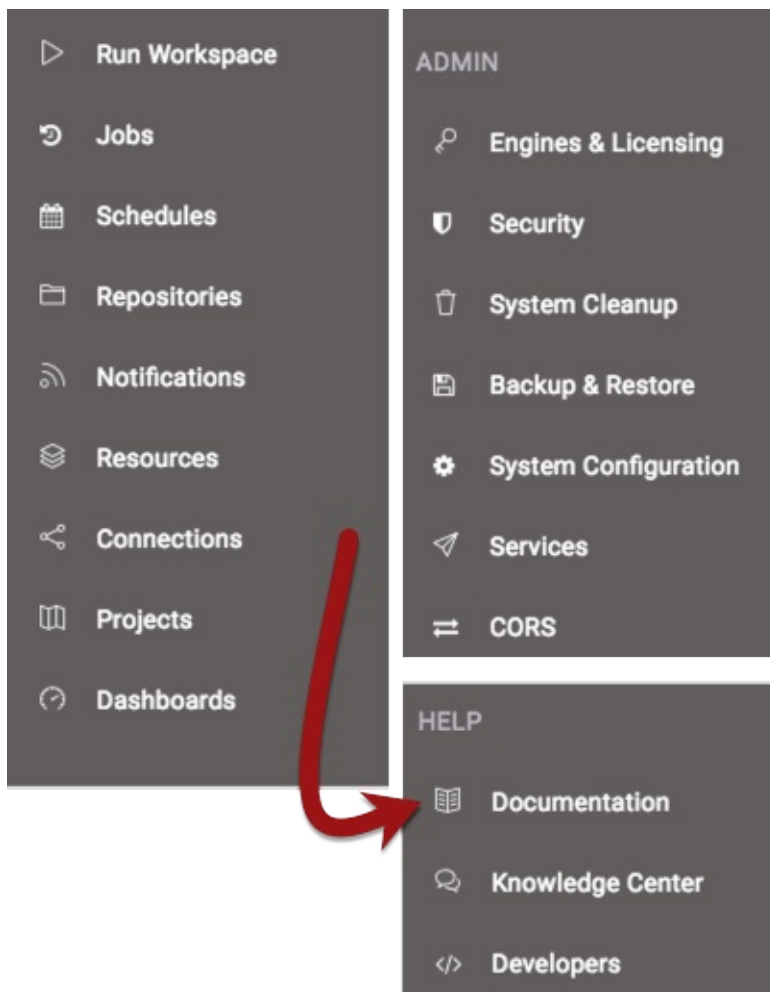 Run Workspace
Jobs
Schedules
Repositories
Notifications
Resources
Connections
Projects
Dashboards
ADMIN
Engines & Licensing
Security
System Cleanup
Backup & Restore
System Configuration
Services
CORS
HELP
Documentation
Knowledge Center
Developers